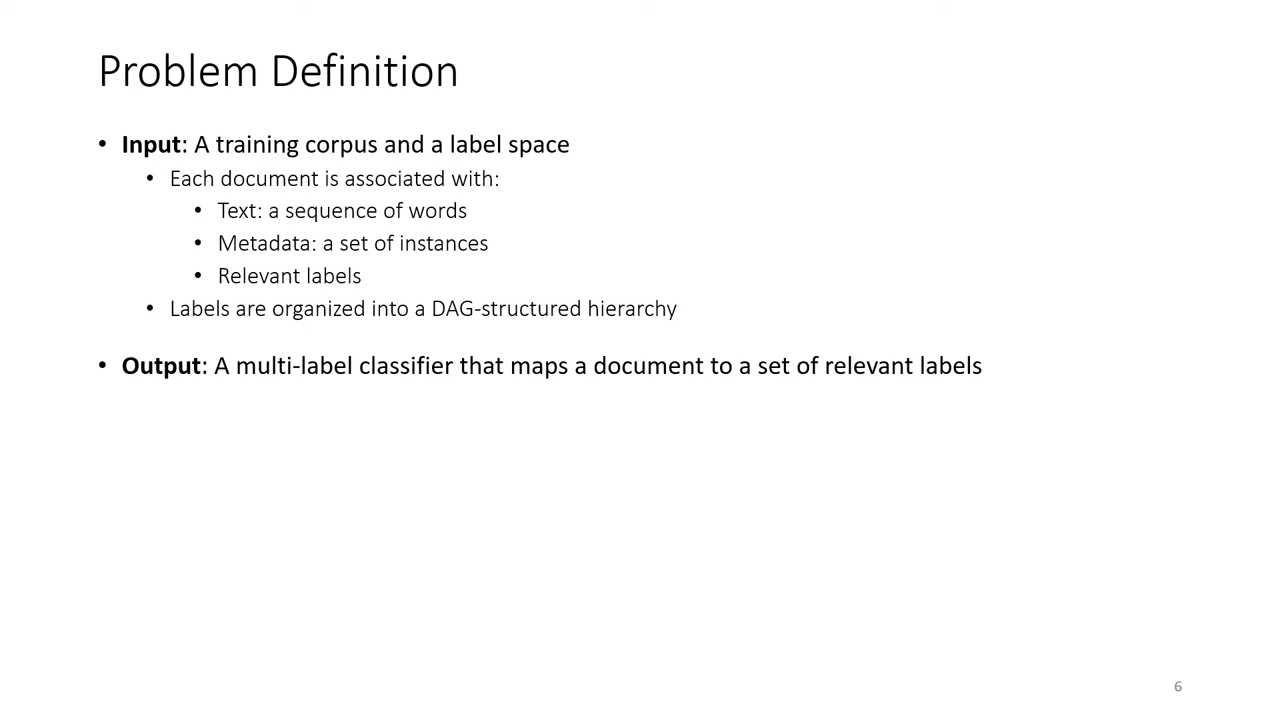 Problem Definition
• Input: A training corpus and a label space
• Each document is associated with:
• Text: a sequence of words
• Metadata: a set of instances
• Relevant labels
• Labels are organized into a DAG-structured hierarchy
• Output: A multi-label classifier that maps a document to a set of relevant labels
6